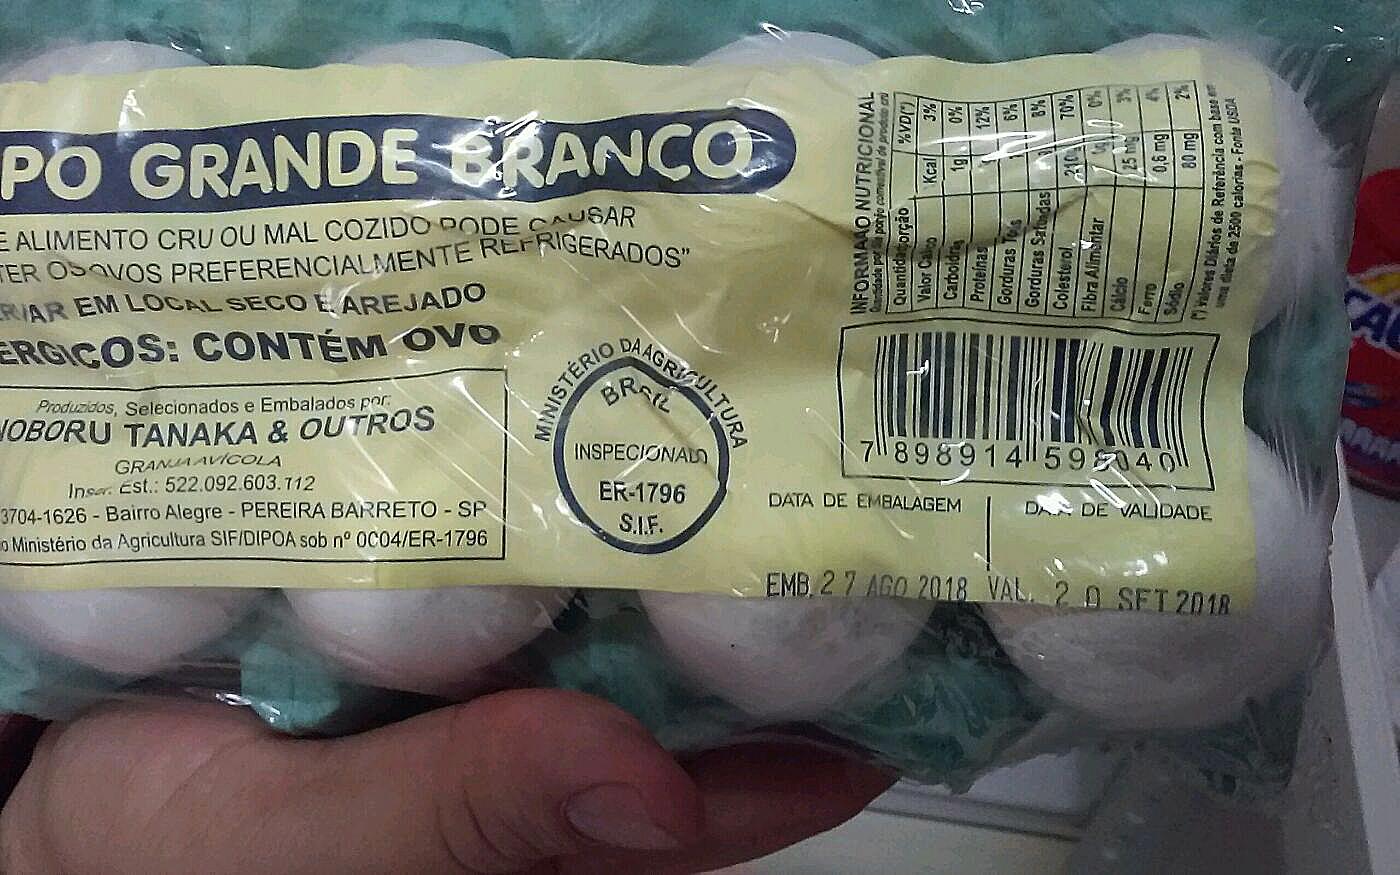 PO GRANDE BRANCO
E ALIMENTO CRU OU MAL COZIDO PODE CAUSAR
TER OS OVOS PREFERENCIALMENTE REFRIGERADOS"
RVAR EM LOCAL SECO E AREJADO
ÉRGICOS: CONTÉM OVO
Produzidos, Selecionados e Embalados por:
NOBORU TANAKA & OUTROS
GRANJA AVÍCOLA
Inscr. Est.: 522.092.603.112
3704-1626 - Bairro Alegre - PEREIRA BARRETO - SP
o Ministério da Agricultura SIF/DIPOA sob nº 0C04/ER-1796
MINISTÉRIO DA AGRICULTURA
BRASIL
INSPECIONADO
ER-1796
S.I.F.
INFORMAÇÃO NUTRICIONAL
Quantidade por porção %VD(*)
Valor Calórico Kcal 3%
Carboidratos 1g 0%
Proteínas 12%
Gorduras Totais 6%
Gorduras Saturadas 8%
Colesterol 70%
Fibra Alimentar 0%
Cálcio 25 mg 3%
Ferro 0,6 mg 4%
Sódio 80 mg 2%
(*) Valores Diários de Referência com base em
uma dieta de 2500 calorias - Fonte USDA
7 898914 598040
DATA DE EMBALAGEM
DATA DE VALIDADE
EMB. 27 AGO 2018 VAL. 20 SET 2018